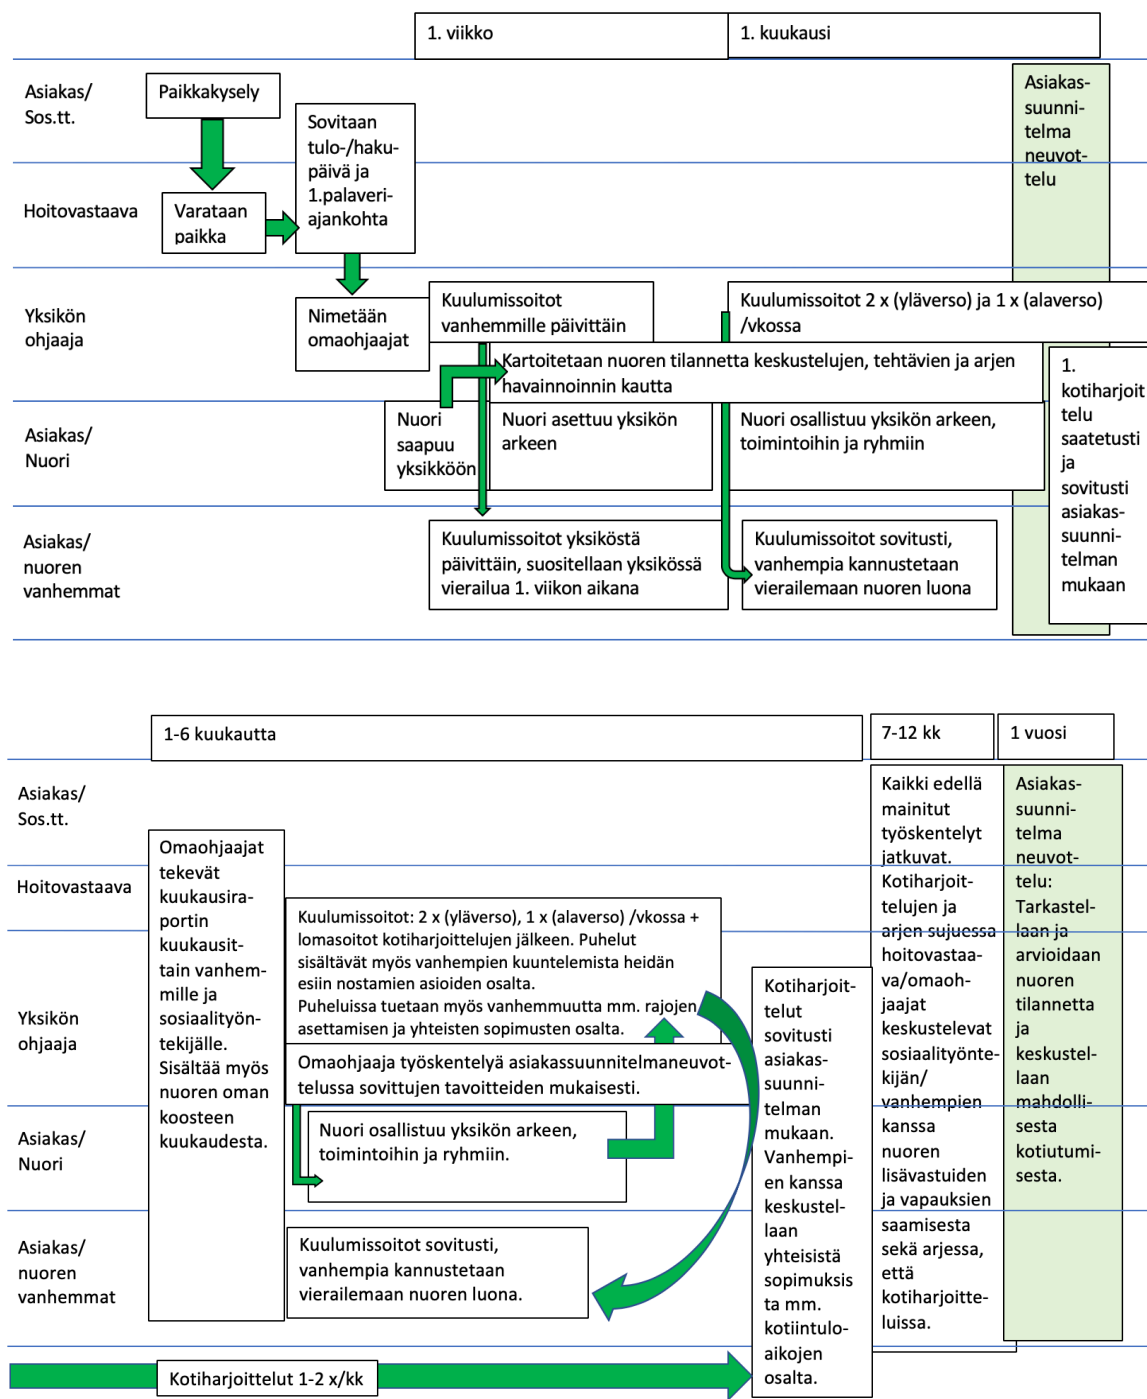 1. viikko
1. kuukausi
Asiakas/
Sos.tt.
Paikkakysely
Sovitaan
tulo-/haku-
päivä ja
1.palaveri-
ajankohta
Asiakas-
suunni-
telma
neuvot-
telu
Hoitovastaava
Varataan
paikka
Yksikön
ohjaaja
Nimetään
omaohjaajat
Kuulumissoitot
vanhemmille päivittäin
Kuulumissoitot 2 x (yläverso) ja 1 x (alaverso)
/vkossa
Kartoitetaan nuoren tilannetta keskustelujen, tehtävien ja arjen
havainnoinnin kautta
1.
kotiharjoit
telu
saatetusti
ja
sovitusti
asiakas-
suunni-
telman
mukaan
Asiakas/
Nuori
Nuori
saapuu
yksikköön
Nuori asettuu yksikön
arkeen
Nuori osallistuu yksikön arkeen,
toimintoihin ja ryhmiin
Asiakas/
nuoren
vanhemmat
Kuulumissoitot yksiköstä
päivittäin, suositellaan yksikössä
vierailua 1. viikon aikana
Kuulumissoitot sovitusti,
vanhempia kannustetaan
vierailemaan nuoren luona
1-6 kuukautta
7-12 kk
1 vuosi
Asiakas/
Sos.tt.
Hoitovastaava
Yksikön
ohjaaja
Asiakas/
Nuori
Asiakas/
nuoren
vanhemmat
Omaohjaajat
tekevät
kuukausira-
portin
kuukausit-
tain vanhem-
mille ja
sosiaalityön-
tekijälle.
Sisältää myös
nuoren oman
koosteen
kuukaudesta.
Kuulumissoitot: 2 x (yläverso), 1 x (alaverso) /vkossa +
lomasoitot kotiharjoittelujen jälkeen. Puhelut
sisältävät myös vanhempien kuuntelemista heidän
esiin nostamien asioiden osalta.
Puheluissa tuetaan myös vanhemmuutta mm. rajojen
asettamisen ja yhteisten sopimusten osalta.
Omaohjaaja työskentelyä asiakassuunnitelmaneuvot-
telussa sovittujen tavoitteiden mukaisesti.
Nuori osallistuu yksikön arkeen,
toimintoihin ja ryhmiin.
Kuulumissoitot sovitusti,
vanhempia kannustetaan
vierailemaan nuoren luona.
Kotiharjoit-
telut
sovitusti
asiakas-
suunni-
telman
mukaan.
Vanhempi-
en kanssa
keskustel-
laan
yhteisistä
sopimuksis
ta mm.
kotiintulo-
aikojen
osalta.
Kaikki edellä
mainitut
työskentelyt
jatkuvat.
Kotiharjoit-
telujen ja
arjen sujuessa
hoitovastaa-
va/omaoh-
jaajat
keskustelevat
sosiaalityönte-
kijän/
vanhempien
kanssa
nuoren
lisävastuiden
ja vapauksien
saamisesta
sekä arjessa,
että
kotiharjoitte-
luissa.
Asiakas-
suunni-
telma
neuvot-
telu:
Tarkastel-
laan ja
arvioidaan
nuoren
tilannetta
ja
keskustel-
laan
mahdolli-
sesta
kotiutumi-
sesta.
Kotiharjoittelut 1-2 x/kk